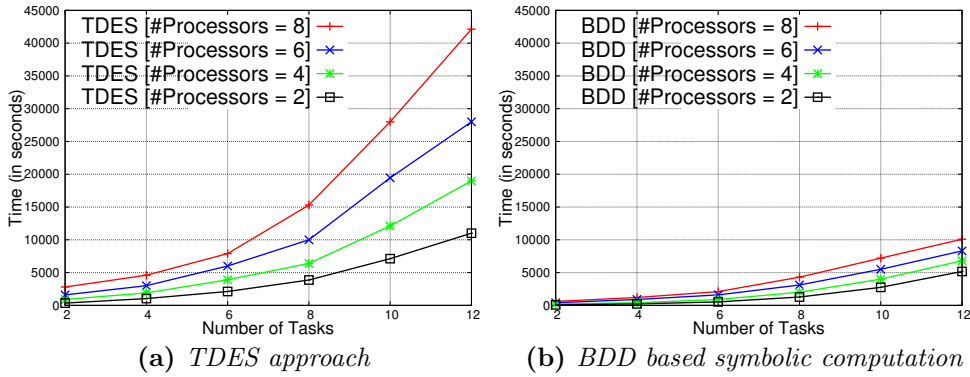 45000
40000
35000
30000
25000
20000
15000
10000
5000
0
Time (in seconds)
TDES [#Processors = 8]
TDES [#Processors = 6]
TDES [#Processors = 4]
TDES [#Processors = 2]
2 4 6 8 10 12
Number of Tasks
(a) TDES approach
45000
40000
35000
30000
25000
20000
15000
10000
5000
0
Time (in seconds)
BDD [#Processors = 8]
BDD [#Processors = 6]
BDD [#Processors = 4]
BDD [#Processors = 2]
2 4 6 8 10 12
Number of Tasks
(b) BDD based symbolic computation